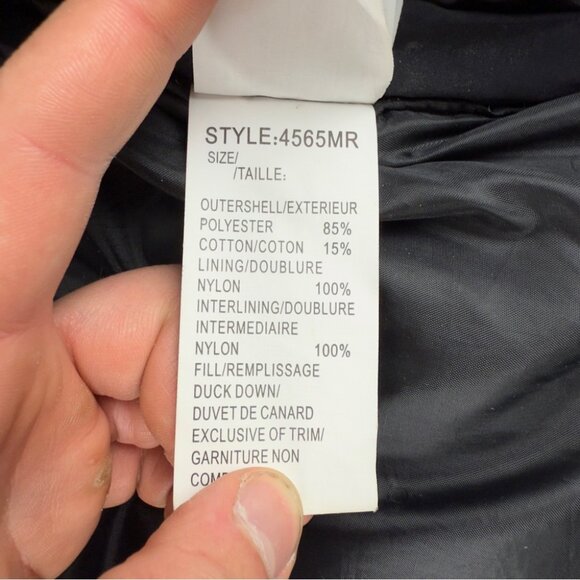 STYLE:4565MR
SIZE/
/TAILLE:
OUTERSHELL/EXTERIEUR
POLYESTER 85%
COTTON/COTON 15%
LINING/DOUBLURE
NYLON 100%
INTERLINING/DOUBLURE
INTERMEDIAIRE
NYLON 100%
FILL/REMPLISSAGE
DUCK DOWN/
DUVET DE CANARD
EXCLUSIVE OF TRIM/
GARNITURE NON